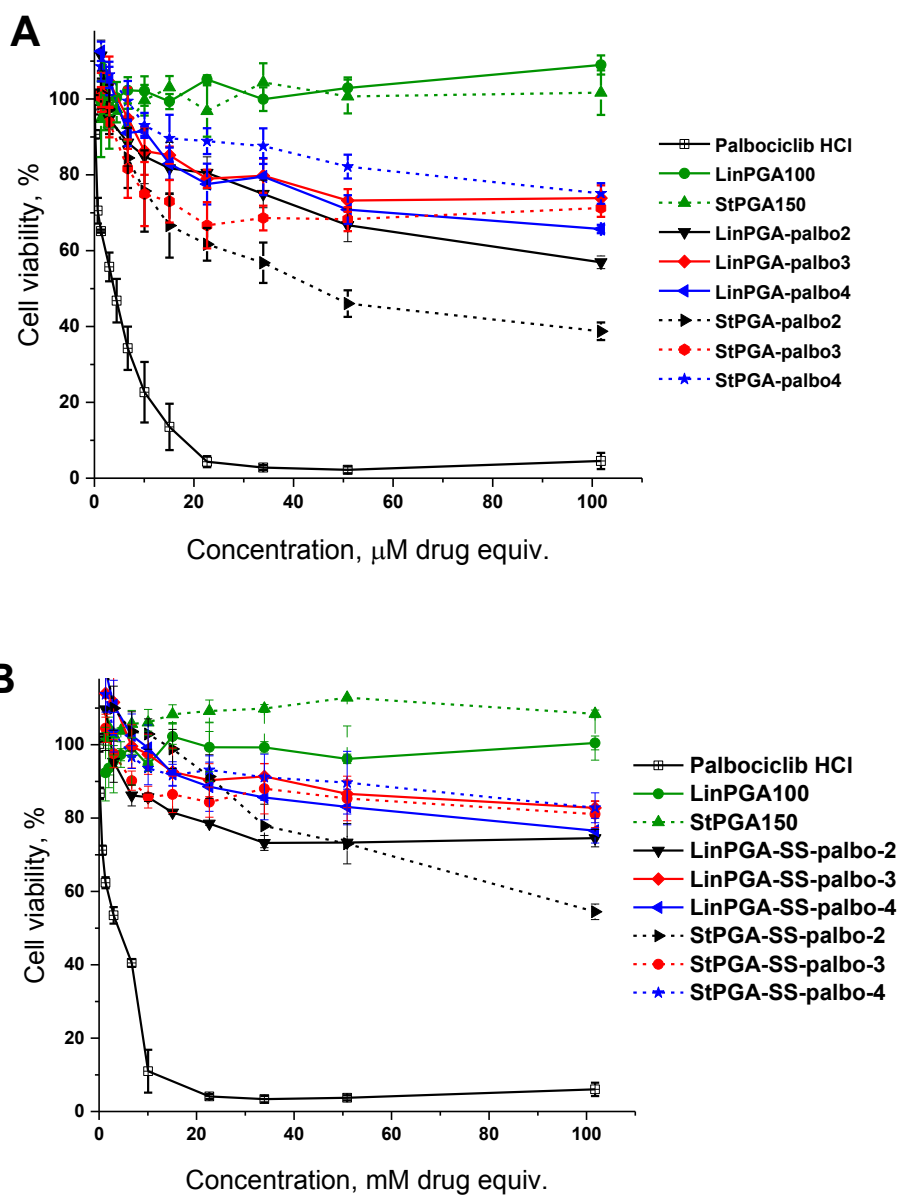 A
Cell viability, %
100
80
60
40
20
0
0 20 40 60 80 100
Concentration, μM drug equiv.
Palbociclib HCl
LinPGA100
StPGA150
LinPGA-palbo2
LinPGA-palbo3
LinPGA-palbo4
StPGA-palbo2
StPGA-palbo3
StPGA-palbo4
B
Cell viability, %
100
80
60
40
20
0
0 20 40 60 80 100
Concentration, mM drug equiv.
Palbociclib HCl
LinPGA100
StPGA150
LinPGA-SS-palbo-2
LinPGA-SS-palbo-3
LinPGA-SS-palbo-4
StPGA-SS-palbo-2
StPGA-SS-palbo-3
StPGA-SS-palbo-4